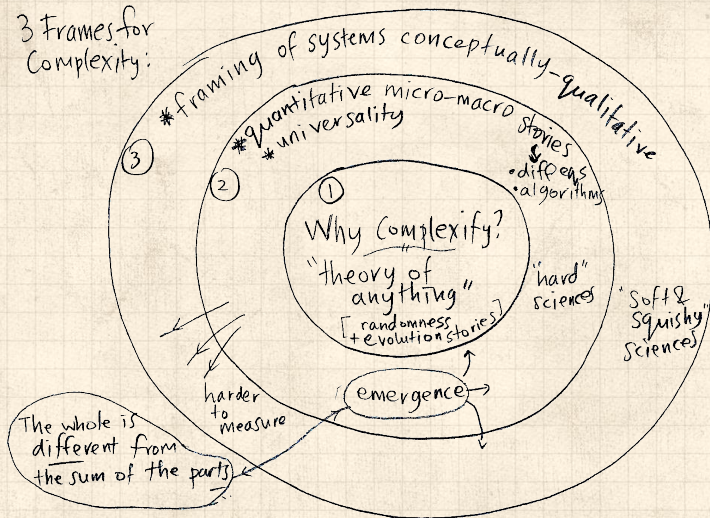 3 Frames for
Complexity:
*framing of systems conceptually-qualitative
③
*quantitative micro-macro stories
*universality
②
• diff eqs
• algorithms
①
Why Complexify?
"theory of
anything"
[randomness
+ evolution stories]
"hard"
sciences
"Soft &
Squishy"
sciences
emergence
harder
to
measure
The whole is
different from
the sum of the parts